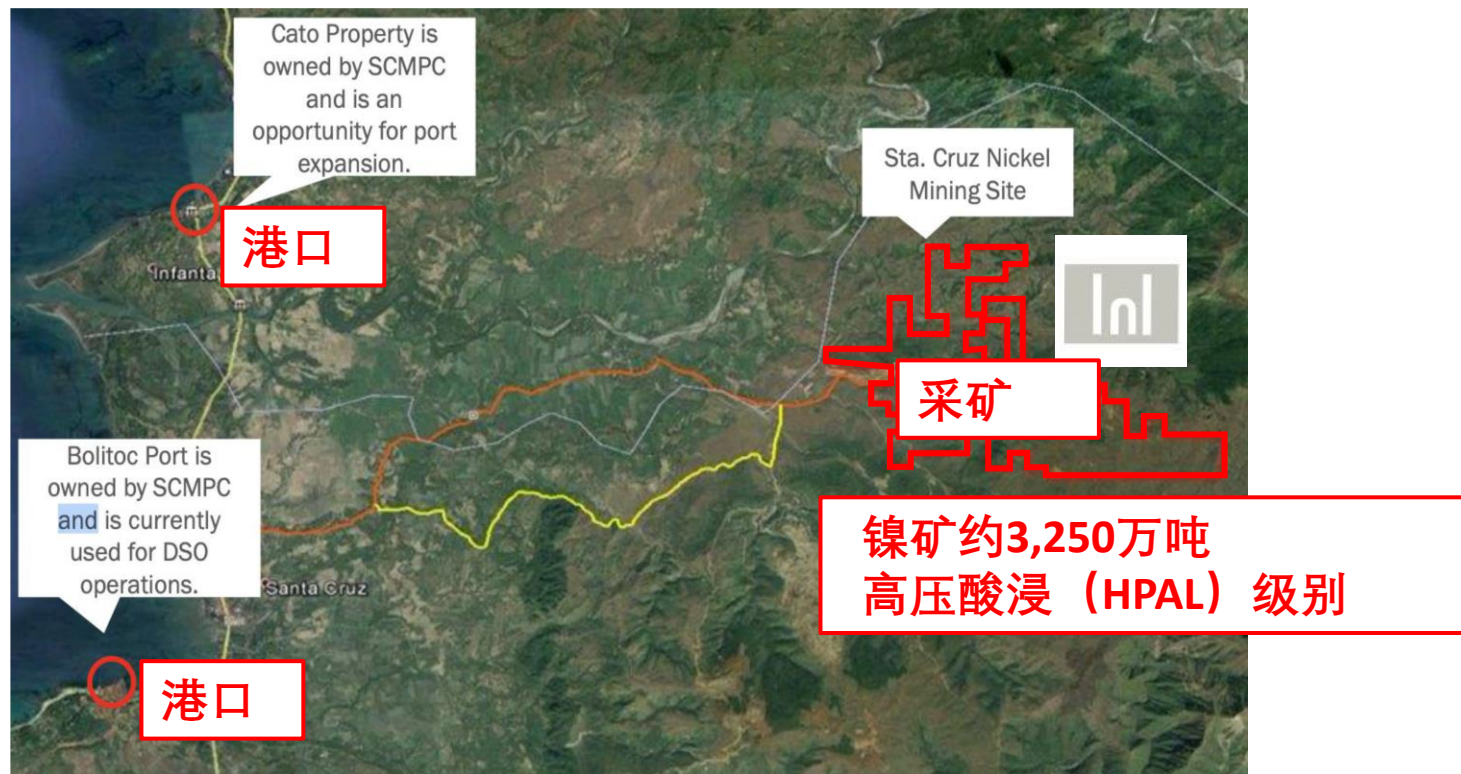 Cato Property is
owned by SCMPC
and is an
opportunity for port
expansion.
港口
Infanta
Sta. Cruz Nickel
Mining Site
采矿
镍矿约3,250万吨
高压酸浸（HPAL）级别
Bolitoc Port is
owned by SCMPC
and is currently
used for DSO
operations.
Santa Cruz
港口